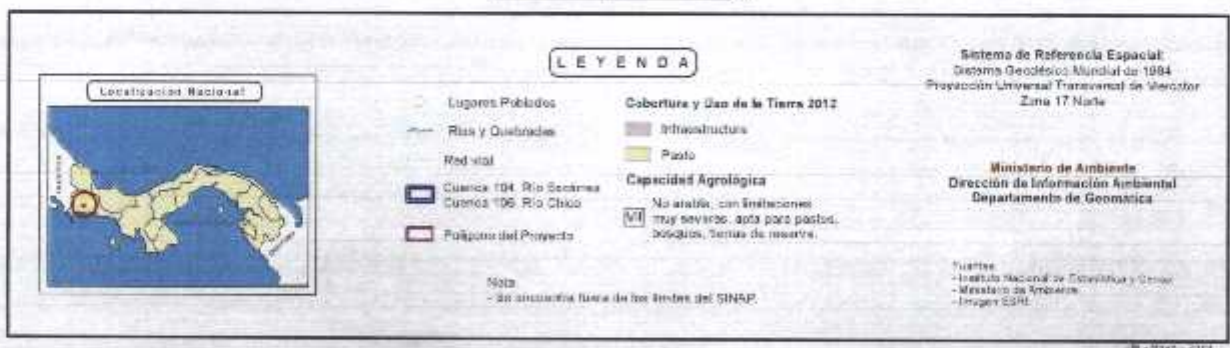 LEYENDA
Localización Nacional
Lugares Poblados
Ríos y Quebradas
Red vial
Cuenca 104. Río Escárrea
Cuenca 106. Río Chico
Polígono del Proyecto
Cobertura y Uso de la Tierra 2012
Infraestructura
Pasto
Capacidad Agrológica
VII
No arable, con limitaciones
muy severas, apta para pastos,
bosques, tierras de reserva.
Nota:
- Se encuentra fuera de los límites del SINAP.
Sistema de Referencia Espacial:
Sistema Geodésico Mundial de 1984
Proyección Universal Transversal de Mercator
Zona 17 Norte
Ministerio de Ambiente
Dirección de Información Ambiental
Departamento de Geomática
Fuentes:
- Instituto Nacional de Estadística y Censo
- Ministerio de Ambiente
- Imagen ESRI